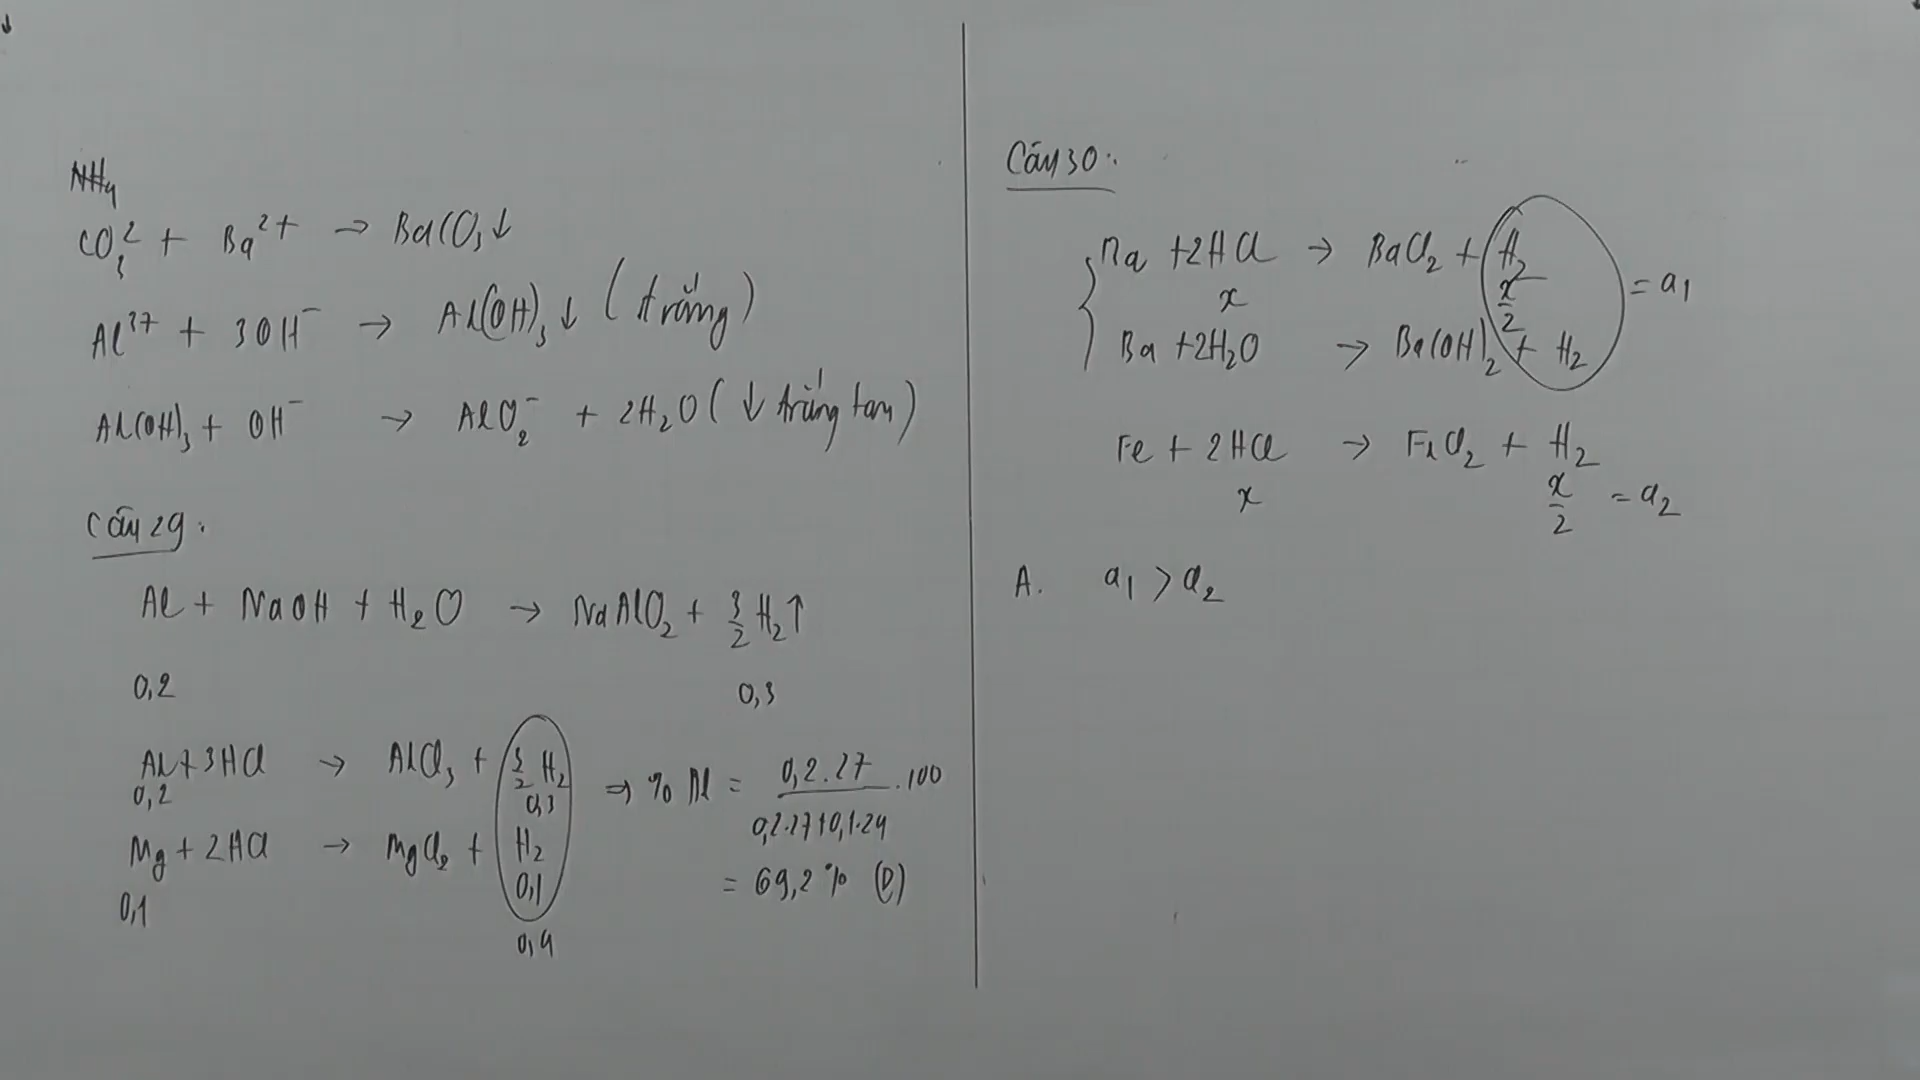 NH4
CO3^2 + Ba^2+ → BaCO3↓
Al^3+ + 3OH^- → Al(OH)3↓ (trắng)
Al(OH)3 + OH^- → AlO2^- + 2H2O (↓ trắng tan)
Câu 29:
Al + NaOH + H2O → NaAlO2 + 3/2 H2↑
0,2 0,3
Al + 3HCl → AlCl3 + 3/2 H2
0,2 0,3
Mg + 2HCl → MgCl2 + H2
0,1 0,1
0,4
⇒ % Al = 0,2.27 / 0,2.27+0,1.24 .100
= 69,2% (D)
Câu 30:
Ba + 2HCl → BaCl2 + H2
x x/2
Ba + 2H2O → Ba(OH)2 + H2
= a1
Fe + 2HCl → FeCl2 + H2
x x/2 = a2
A. a1 > a2